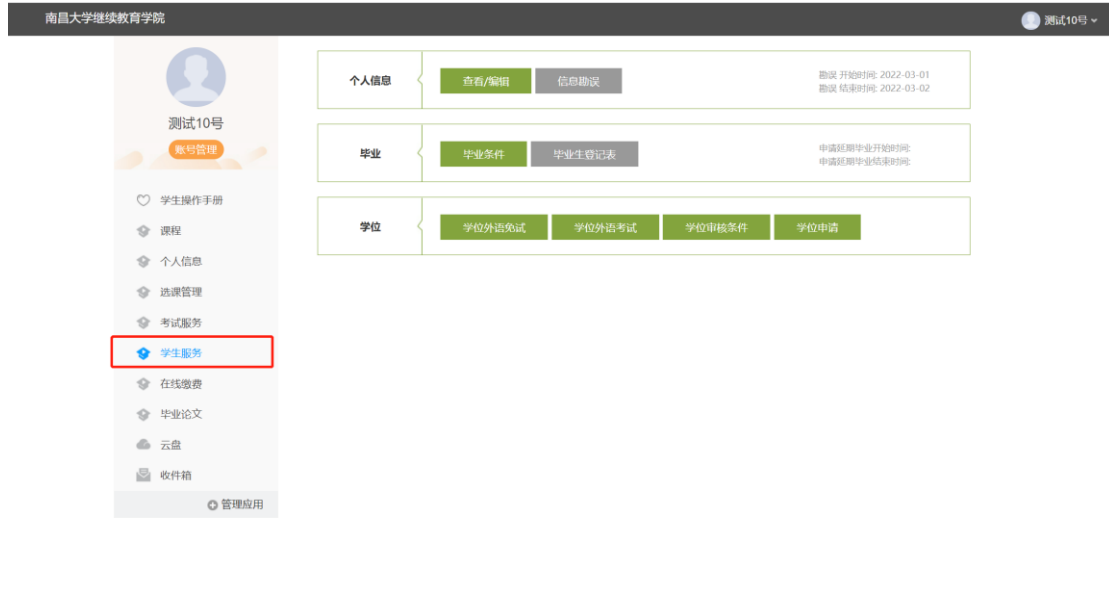 南昌大学继续教育学院
测试10号
测试10号
账号管理
学生操作手册
课程
个人信息
选课管理
考试服务
学生服务
在线缴费
毕业论文
云盘
收件箱
管理应用
个人信息
查看/编辑
信息勘误
勘误 开始时间: 2022-03-01
勘误 结束时间: 2022-03-02
毕业
毕业条件
毕业生登记表
申请延期毕业开始时间:
申请延期毕业结束时间:
学位
学位外语免试
学位外语考试
学位审核条件
学位申请